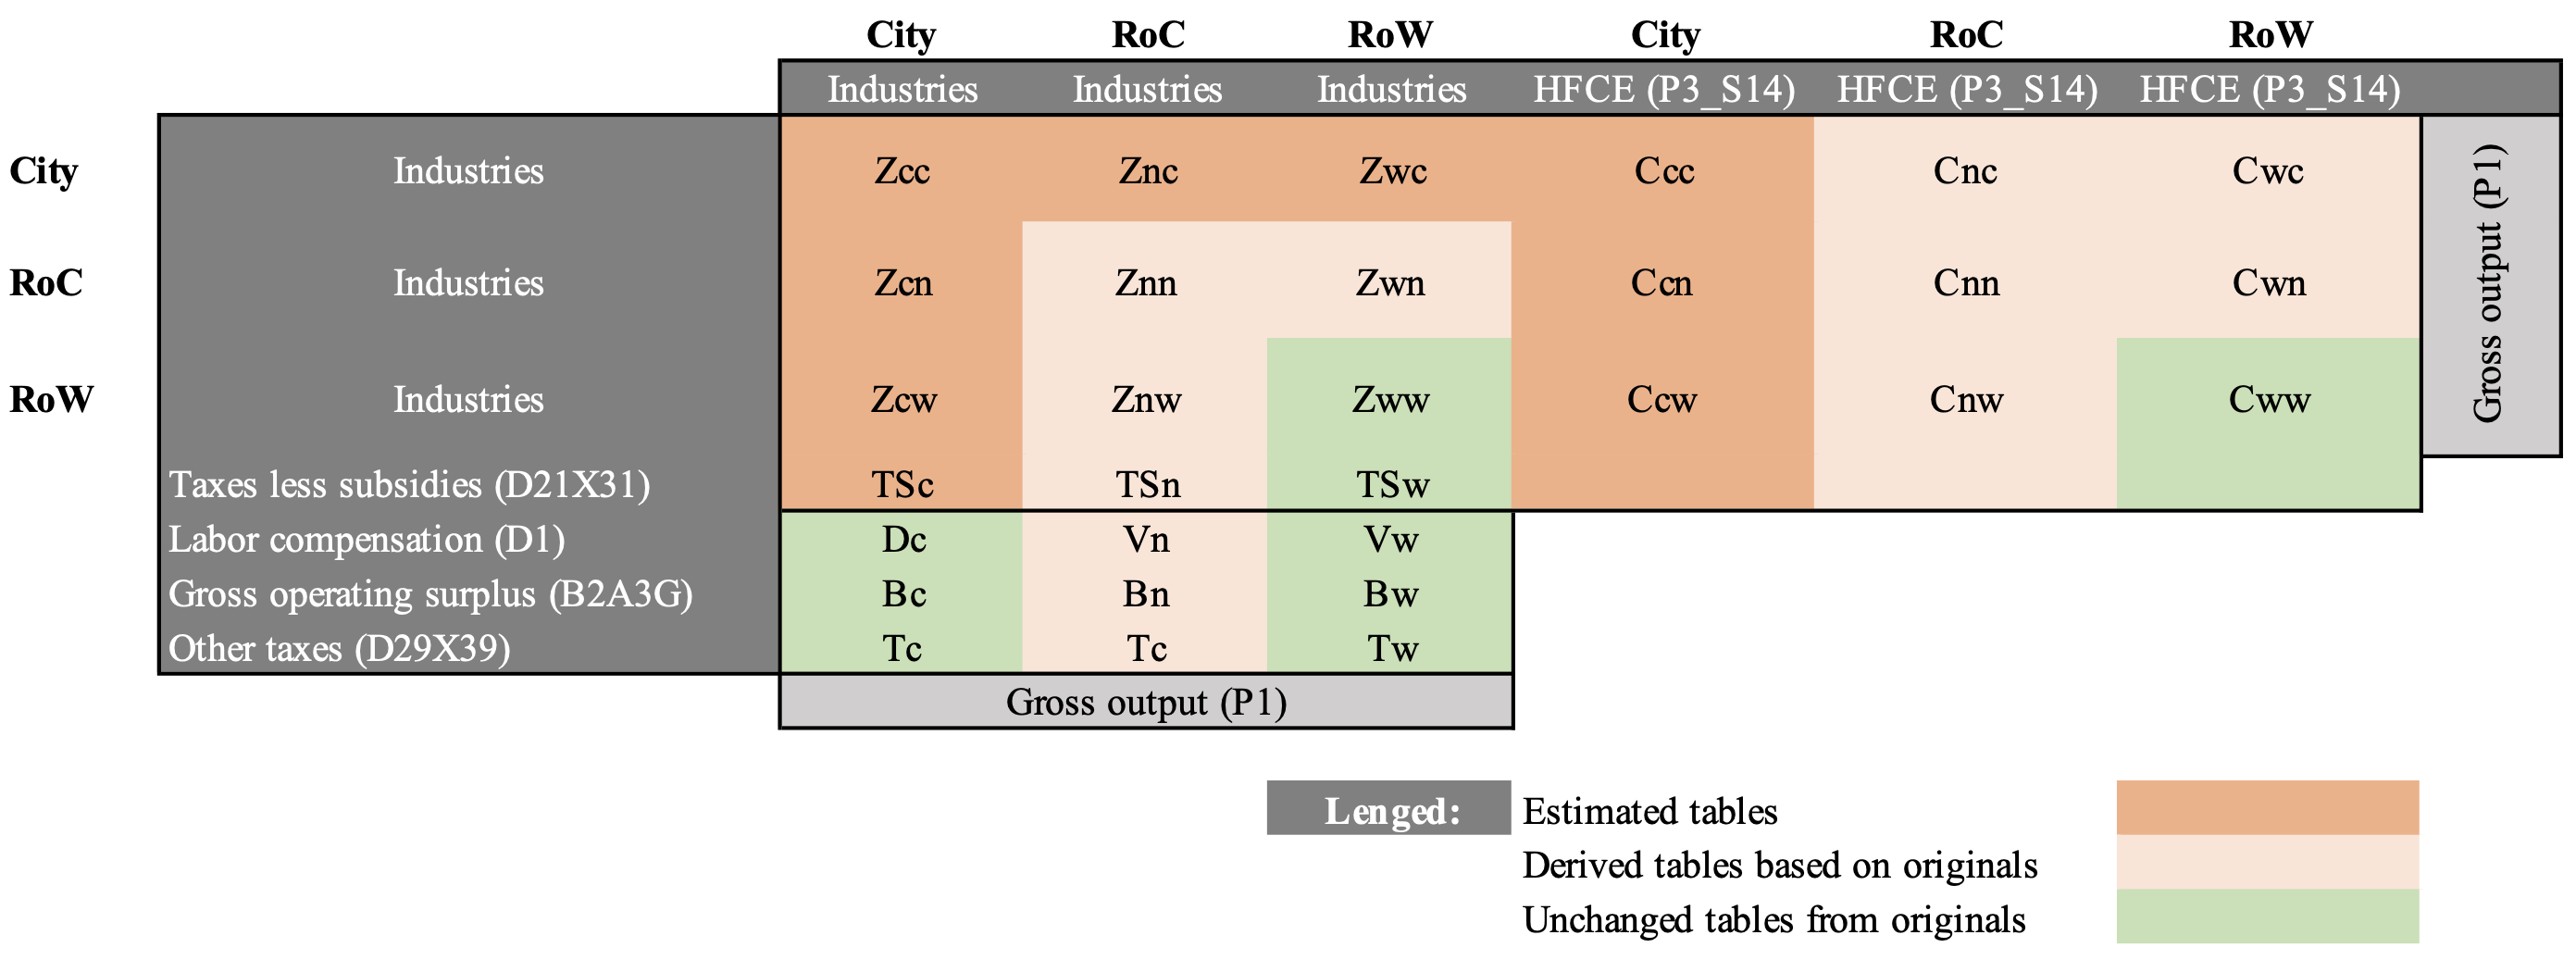 City RoC RoW City RoC RoW
Industries Industries Industries HFCE (P3_S14) HFCE (P3_S14) HFCE (P3_S14)
City Industries Zcc Znc Zwc Ccc Cnc Cwc
RoC Industries Zcn Znn Zwn Ccn Cnn Cwn
RoW Industries Zcw Znw Zww Ccw Cnw Cww
Gross output (P1)
Taxes less subsidies (D21X31) TSc TSn TSw
Labor compensation (D1) Dc Vn Vw
Gross operating surplus (B2A3G) Bc Bn Bw
Other taxes (D29X39) Tc Tc Tw
Gross output (P1)
Lenged: Estimated tables
Derived tables based on originals
Unchanged tables from originals